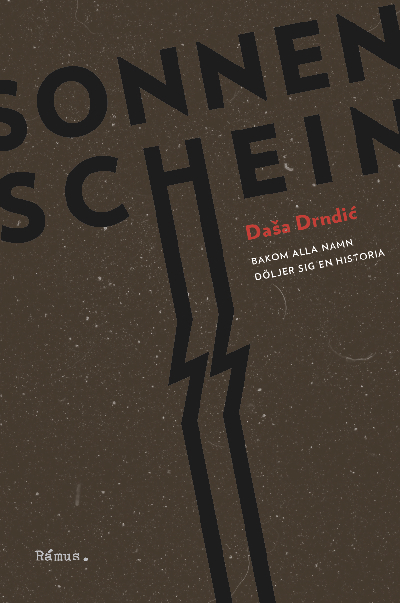 SONNEN
SCHEIN
Daša Drndić
BAKOM ALLA NAMN
DÖLJER SIG EN HISTORIA
Rámus.